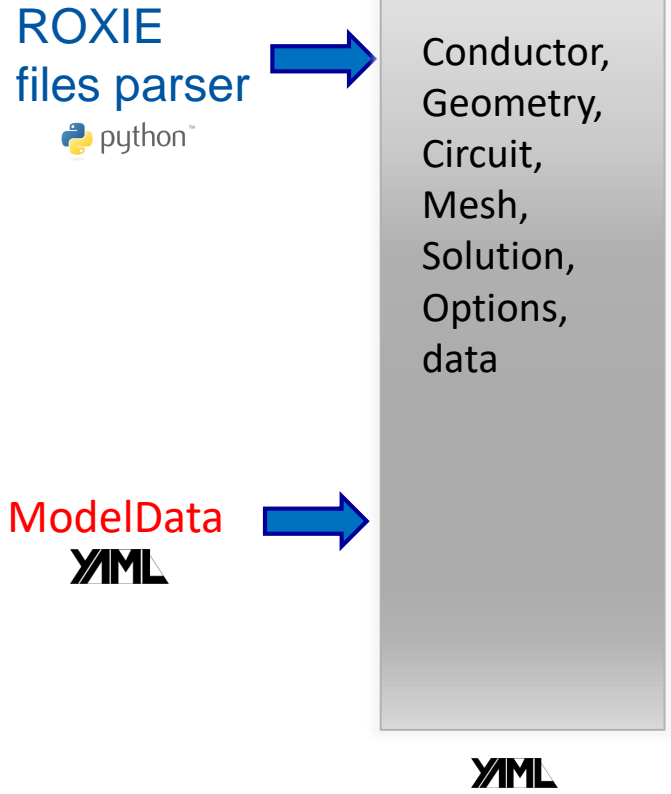 ROXIE
files parser
python™
Conductor,
Geometry,
Circuit,
Mesh,
Solution,
Options,
data
ModelData
YAML
YAML